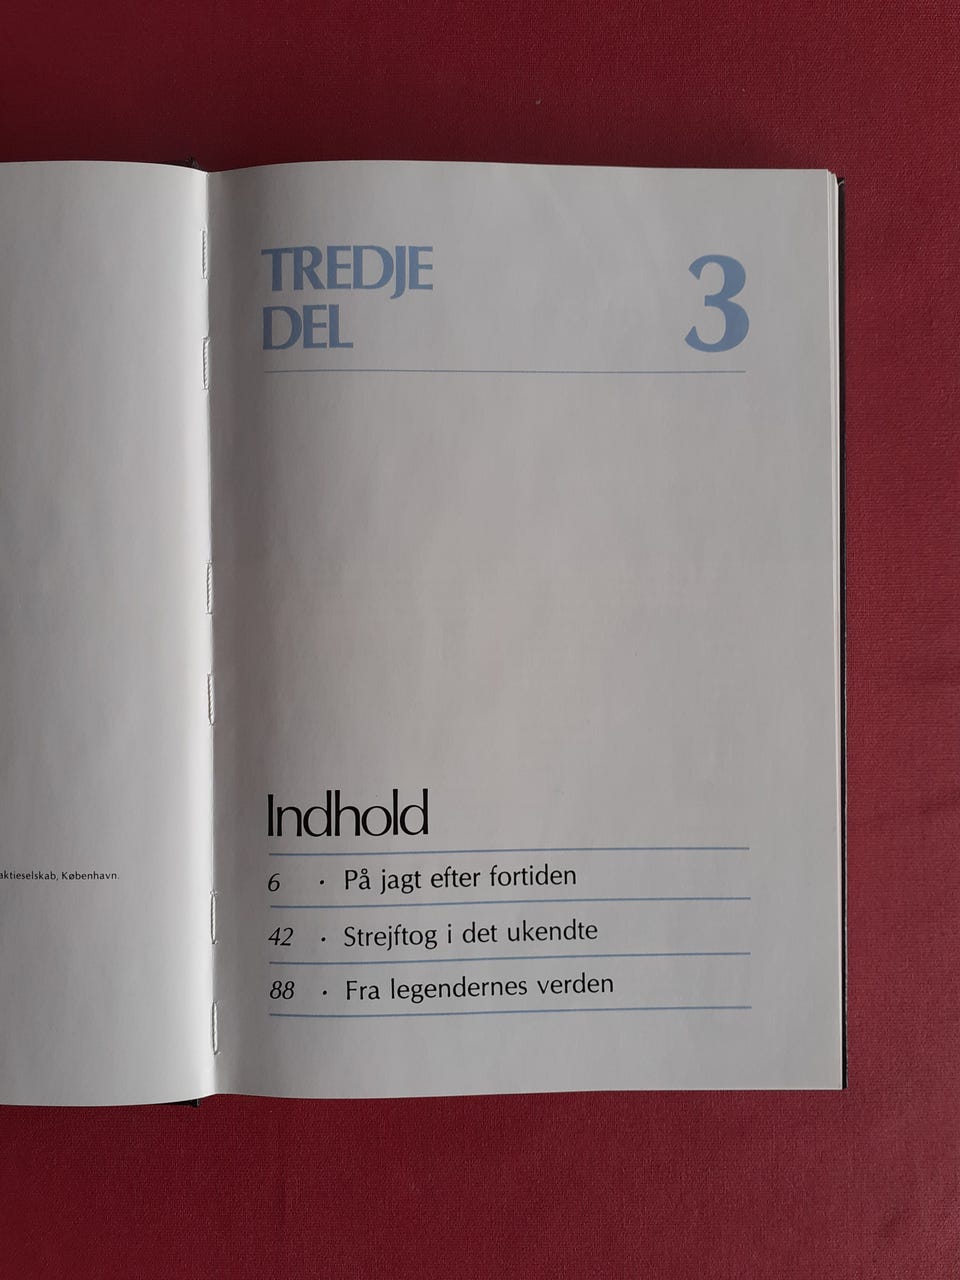 aktieselskab, København.
TREDJE
DEL
3
Indhold
6 · På jagt efter fortiden
42 · Strejftog i det ukendte
88 · Fra legendernes verden